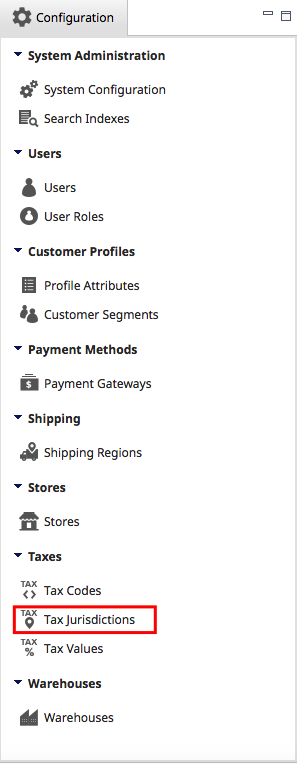 Configuration
System Administration
System Configuration
Search Indexes
Users
Users
User Roles
Customer Profiles
Profile Attributes
Customer Segments
Payment Methods
$ Payment Gateways
Shipping
Shipping Regions
Stores
Stores
Taxes
TAX <> Tax Codes
TAX Tax Jurisdictions
TAX % Tax Values
Warehouses
Warehouses